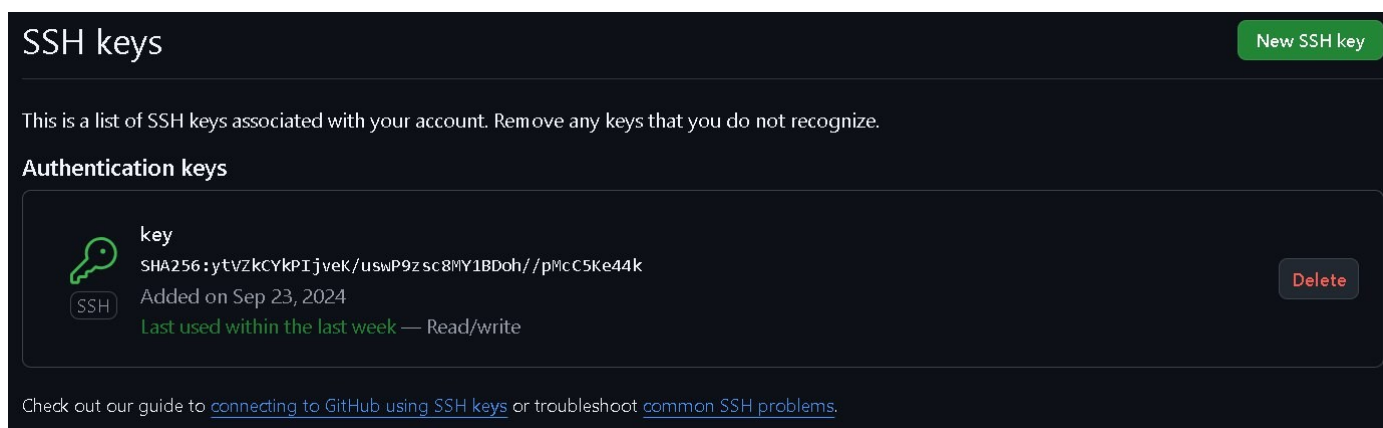 SSH keys
New SSH key
This is a list of SSH keys associated with your account. Remove any keys that you do not recognize.
Authentication keys
key
SHA256:ytVZkCYkPIjveK/uswP9zsc8MY1BDoh//pMcC5Ke44k
SSH
Added on Sep 23, 2024
Last used within the last week — Read/write
Delete
Check out our guide to connecting to GitHub using SSH keys or troubleshoot common SSH problems.